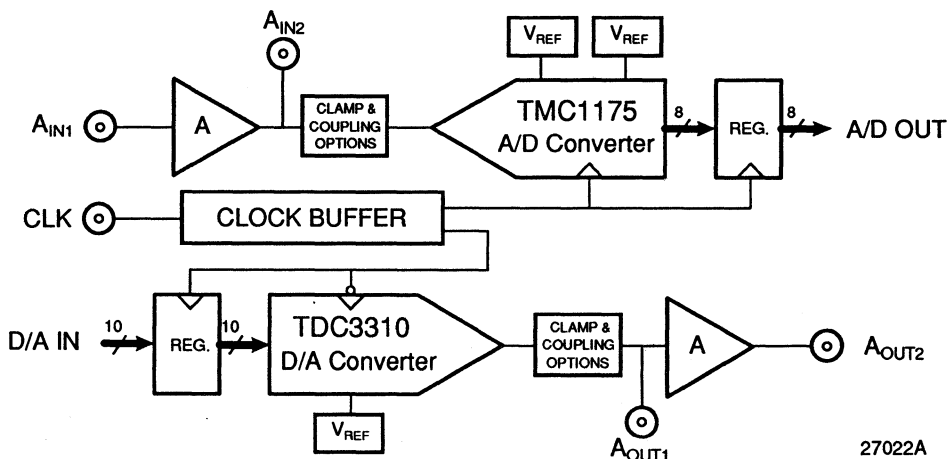 A_IN2
V_REF
V_REF
A_IN1
A
CLAMP &
COUPLING
OPTIONS
TMC1175
A/D Converter
8
REG.
8
A/D OUT
CLK
CLOCK BUFFER
D/A IN
10
REG.
10
TDC3310
D/A Converter
V_REF
CLAMP &
COUPLING
OPTIONS
A
A_OUT2
A_OUT1
27022A